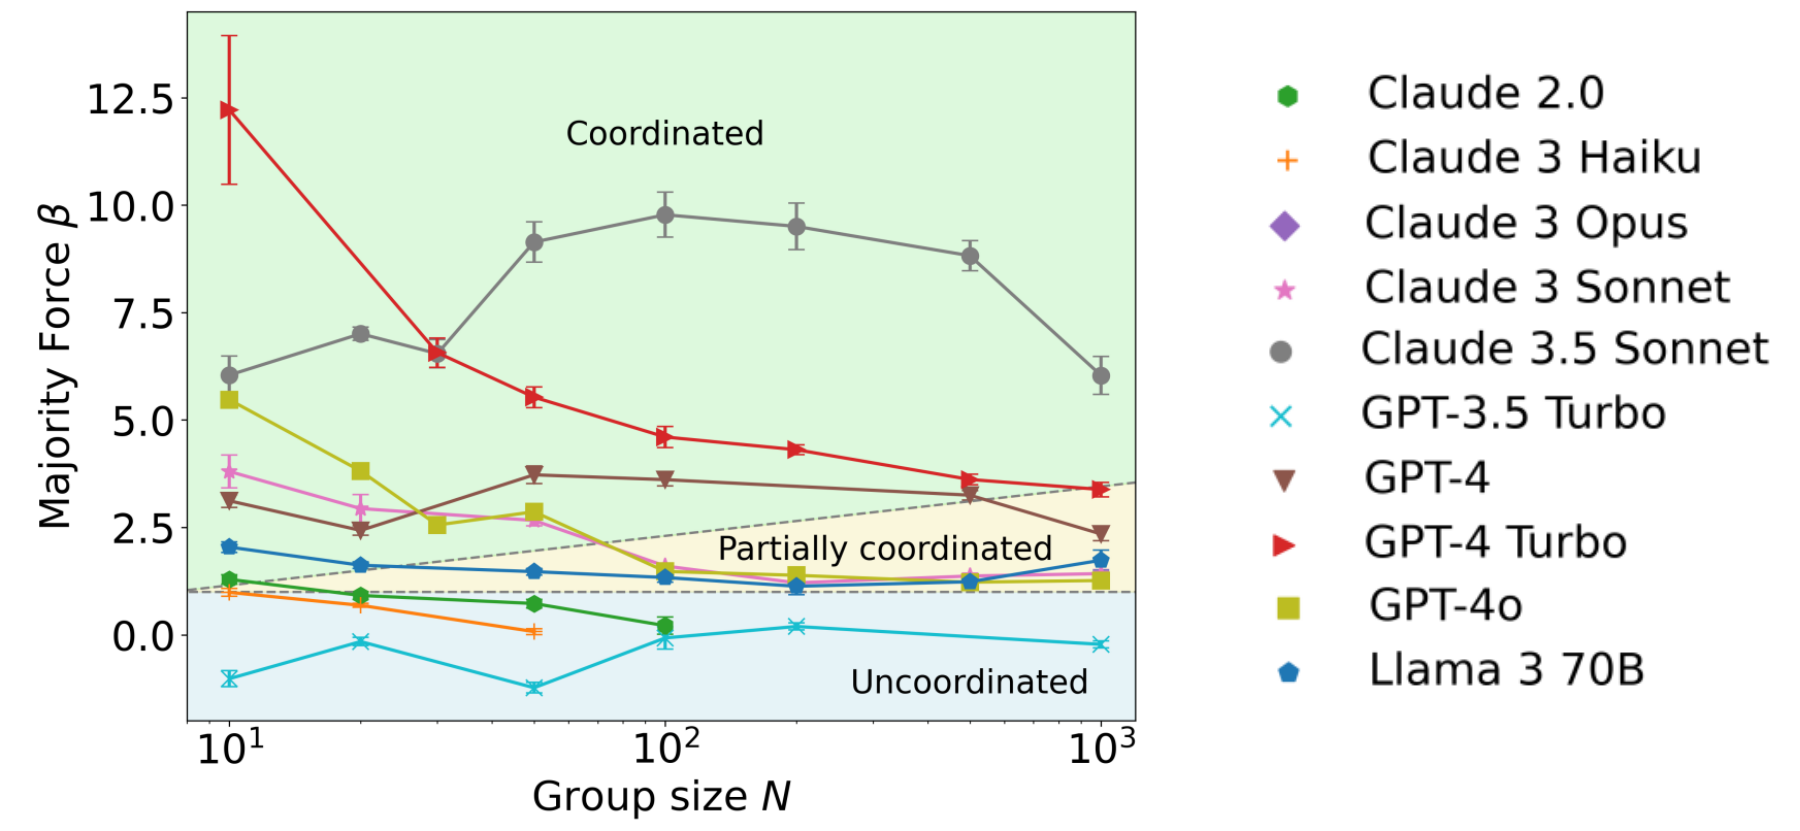 12.5
10.0
7.5
5.0
2.5
0.0
Majority Force β
Coordinated
Partially coordinated
Uncoordinated
10¹
10²
10³
Group size N
Claude 2.0
Claude 3 Haiku
Claude 3 Opus
Claude 3 Sonnet
Claude 3.5 Sonnet
GPT-3.5 Turbo
GPT-4
GPT-4 Turbo
GPT-4o
Llama 3 70B